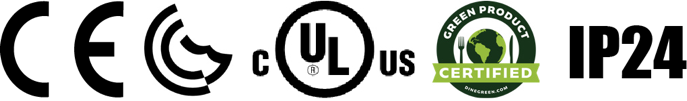 CE
c UL US
®
GREEN PRODUCT
CERTIFIED
DINEGREEN.COM
IP24